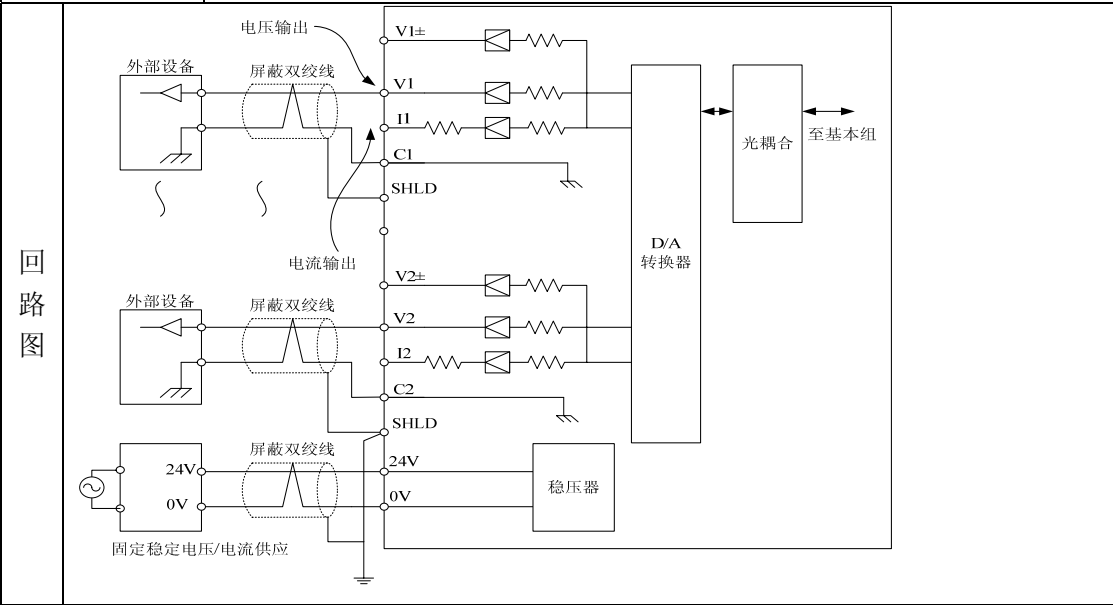 回
路
图
电压输出
外部设备
屏蔽双绞线
V1±
V1
I1
C1
SHLD
电流输出
D/A
转换器
光耦合
至基本组
外部设备
屏蔽双绞线
V2±
V2
I2
C2
SHLD
屏蔽双绞线
24V
0V
24V
0V
稳压器
固定稳定电压/电流供应